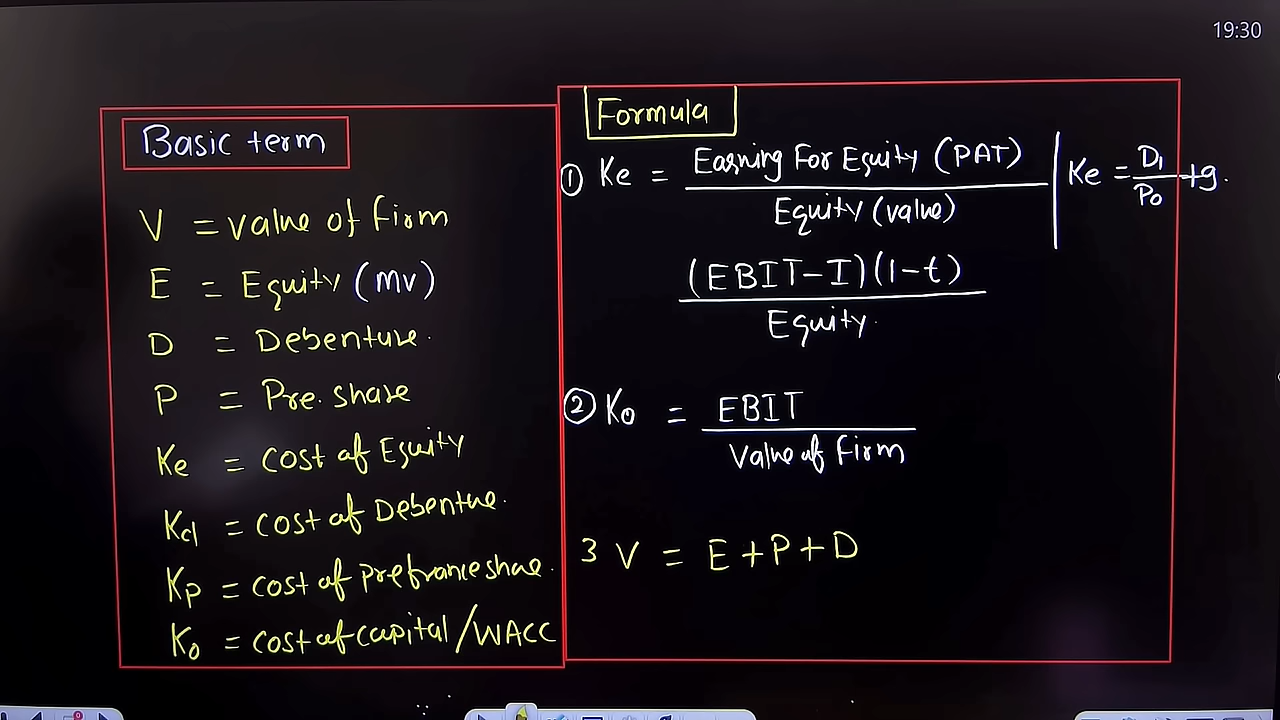 19:30
Basic term
V = value of firm
E = Equity (mv)
D = Debenture.
P = Pre. share
Ke = cost of Equity
Kd = cost of Debenture.
Kp = cost of prefrance share.
Ko = cost of capital / WACC
Formula
① Ke = Earning For Equity (PAT) / Equity (value) | Ke = D1 / P0 + g.
(EBIT - I)(1 - t) / Equity.
② Ko = EBIT / Value of firm
3 V = E + P + D